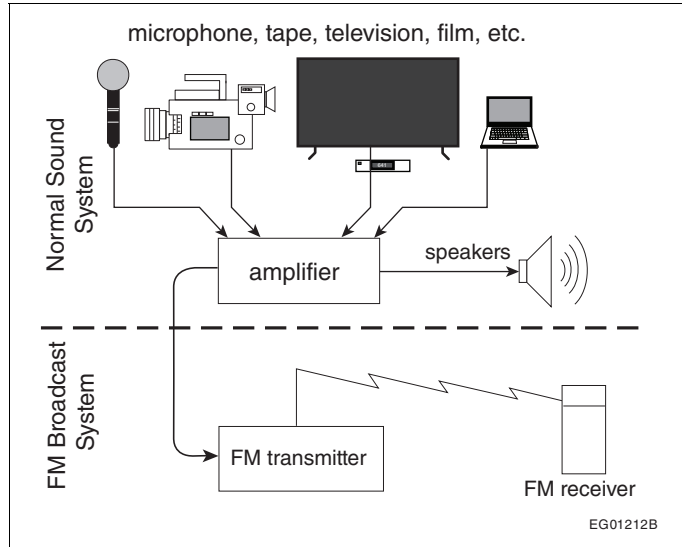 microphone, tape, television, film, etc.
Normal Sound
System
amplifier
speakers
FM Broadcast
System
FM transmitter
FM receiver
EG01212B